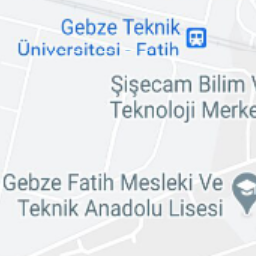 Gebze Teknik
Üniversitesi - Fatih
Şişecam Bilim
Teknoloji Merke
Gebze Fatih Mesleki Ve
Teknik Anadolu Lisesi